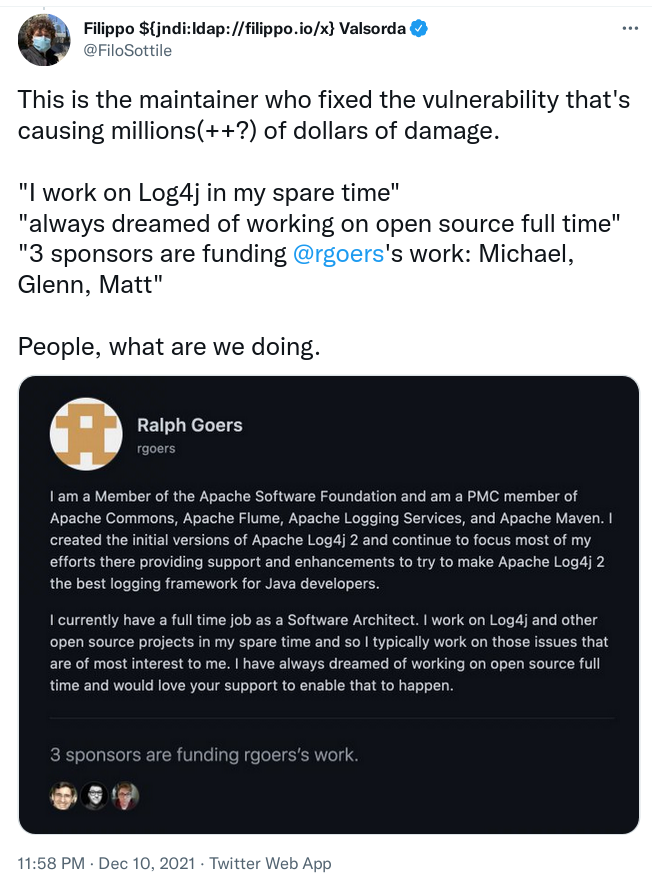 Filippo ${jndi:ldap://filippo.io/x} Valsorda
@FiloSottile
This is the maintainer who fixed the vulnerability that's
causing millions(++?) of dollars of damage.
"I work on Log4j in my spare time"
"always dreamed of working on open source full time"
"3 sponsors are funding @rgoers's work: Michael,
Glenn, Matt"
People, what are we doing.
Ralph Goers
rgoers
I am a Member of the Apache Software Foundation and am a PMC member of
Apache Commons, Apache Flume, Apache Logging Services, and Apache Maven. I
created the initial versions of Apache Log4j 2 and continue to focus most of my
efforts there providing support and enhancements to try to make Apache Log4j 2
the best logging framework for Java developers.
I currently have a full time job as a Software Architect. I work on Log4j and other
open source projects in my spare time and so I typically work on those issues that
are of most interest to me. I have always dreamed of working on open source full
time and would love your support to enable that to happen.
3 sponsors are funding rgoers's work.
11:58 PM · Dec 10, 2021 · Twitter Web App